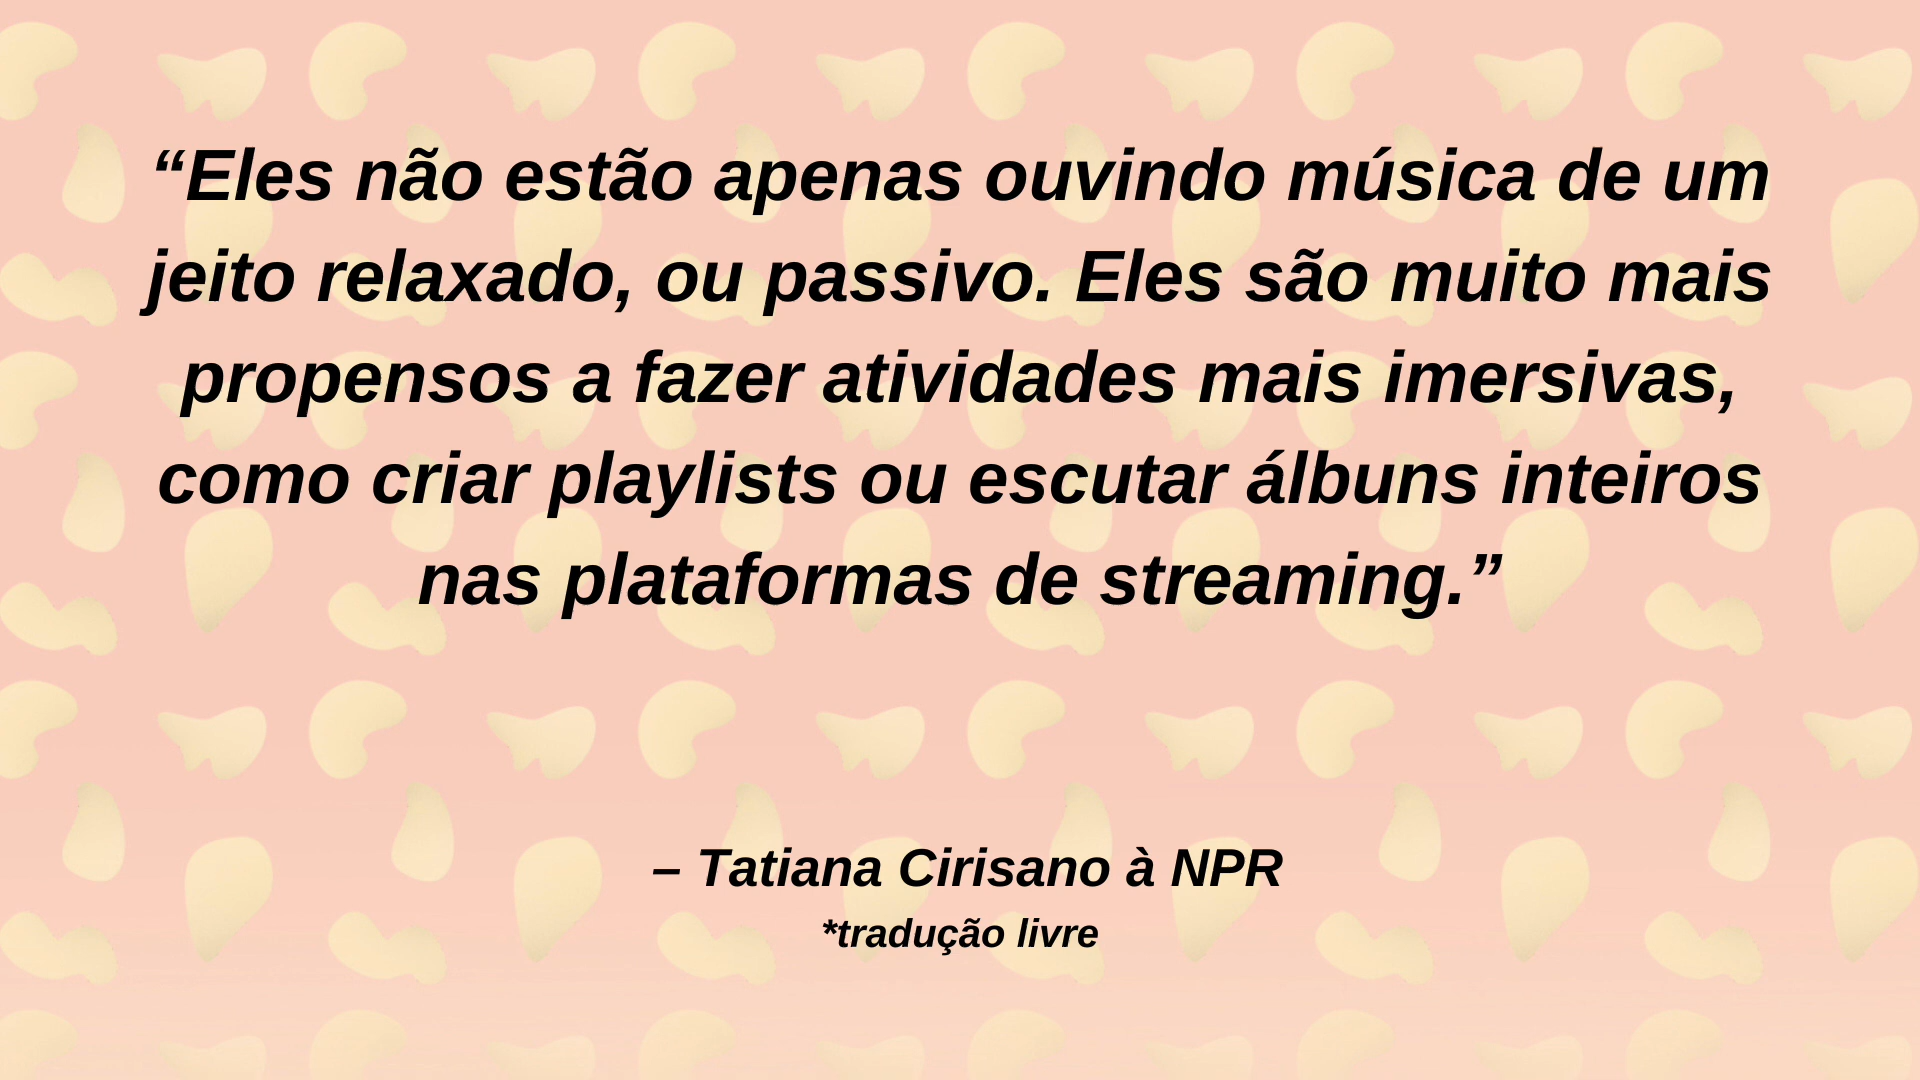 “Eles não estão apenas ouvindo música de um
jeito relaxado, ou passivo. Eles são muito mais
propensos a fazer atividades mais imersivas,
como criar playlists ou escutar álbuns inteiros
nas plataformas de streaming.”
– Tatiana Cirisano à NPR
*tradução livre